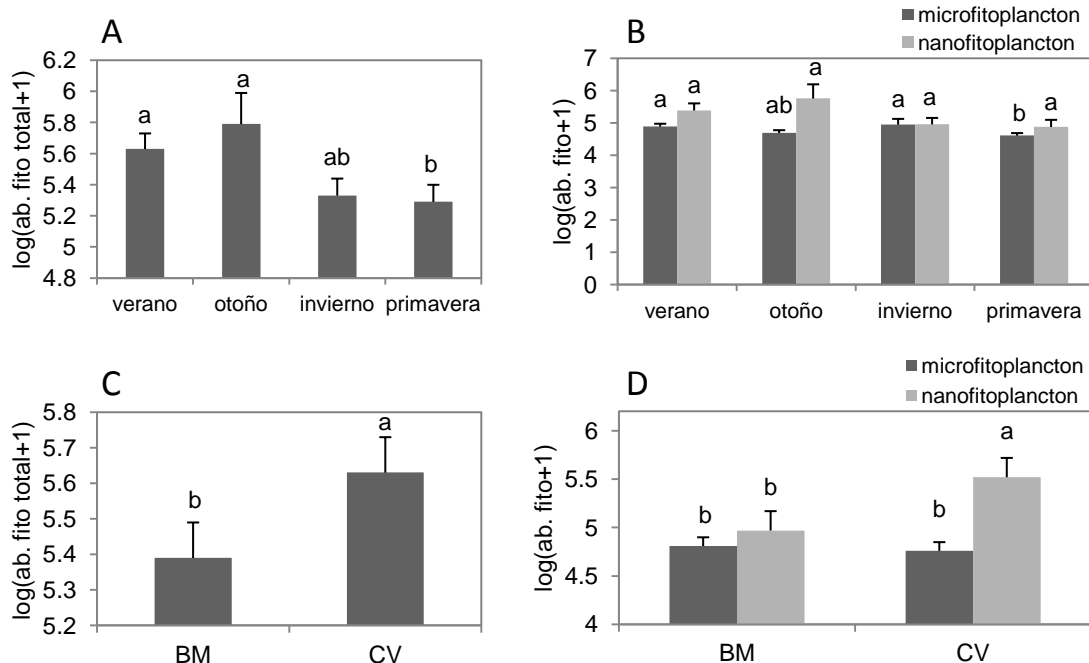 A
log(ab. fito total+1)
6.2
6
5.8
5.6
5.4
5.2
5
4.8
a
a
ab
b
verano
otoño
invierno
primavera
B
microfitoplancton
nanofitoplancton
log(ab. fito+1)
7
6
5
4
3
2
1
0
a
a
ab
a
a
a
b
a
verano
otoño
invierno
primavera
C
log(ab. fito total+1)
5.8
5.7
5.6
5.5
5.4
5.3
5.2
b
a
BM
CV
D
microfitoplancton
nanofitoplancton
log(ab. fito+1)
6
5.5
5
4.5
4
b
b
b
a
BM
CV